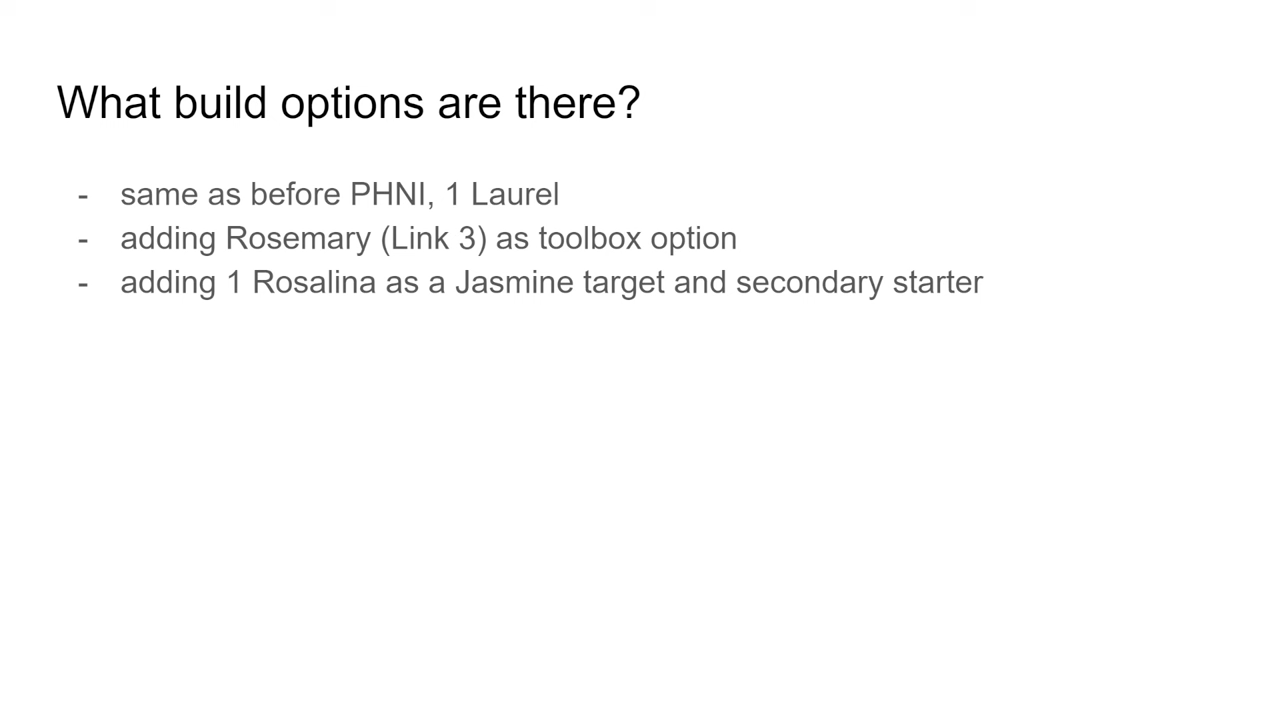 What build options are there?
- same as before PHNI, 1 Laurel
- adding Rosemary (Link 3) as toolbox option
- adding 1 Rosalina as a Jasmine target and secondary starter